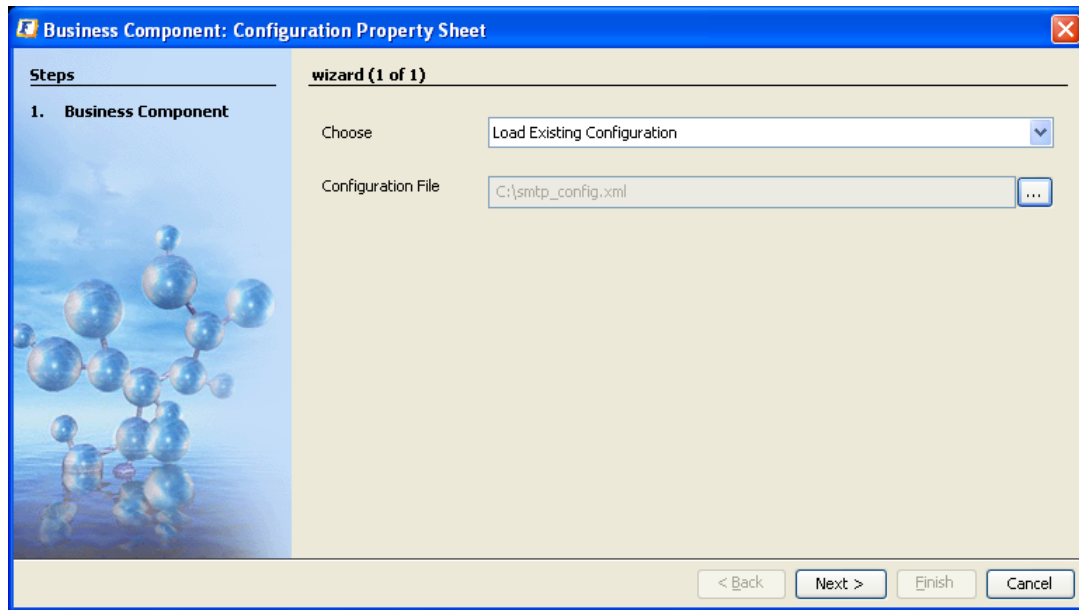 Business Component: Configuration Property Sheet
Steps
1. Business Component
wizard (1 of 1)
Choose
Load Existing Configuration
Configuration File
C:\smtp_config.xml
...
< Back
Next >
Finish
Cancel